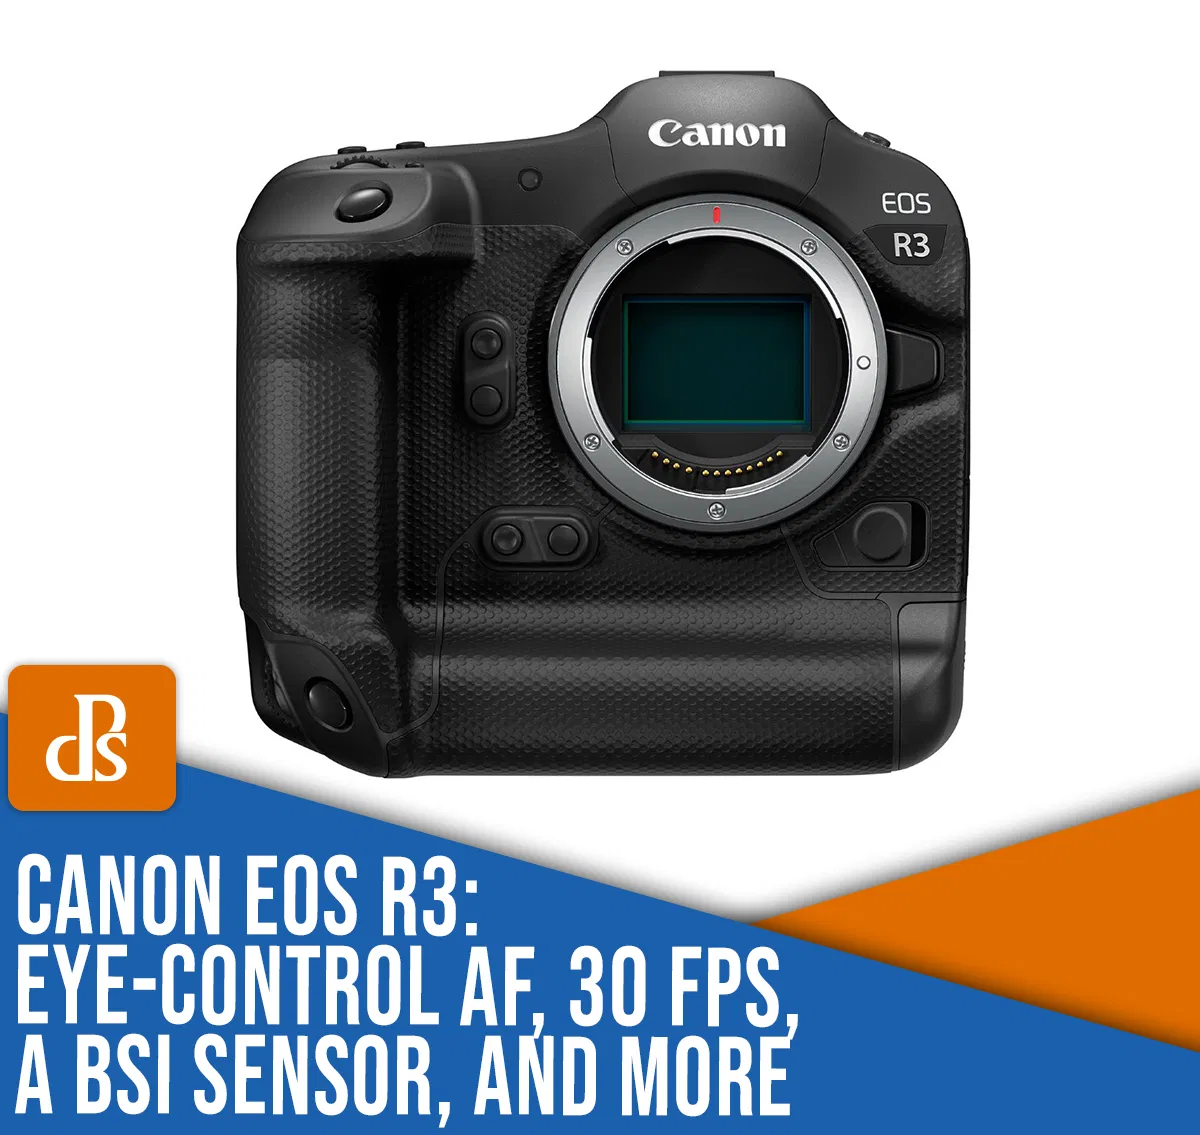 Canon
EOS
R3
dPS
CANON EOS R3:
EYE-CONTROL AF, 30 FPS,
A BSI SENSOR, AND MORE